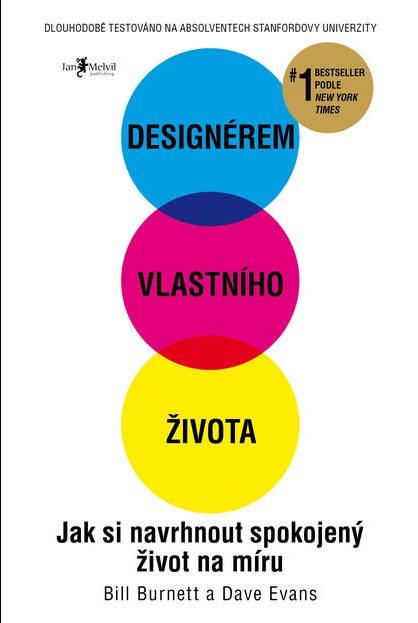 DLOUHODOBĚ TESTOVÁNO NA ABSOLVENTECH STANFORDOVY UNIVERZITY
Jan Melvil
publishing
#1 BESTSELLER
PODLE
NEW YORK
TIMES
DESIGNÉREM
VLASTNÍHO
ŽIVOTA
Jak si navrhnout spokojený
život na míru
Bill Burnett a Dave Evans